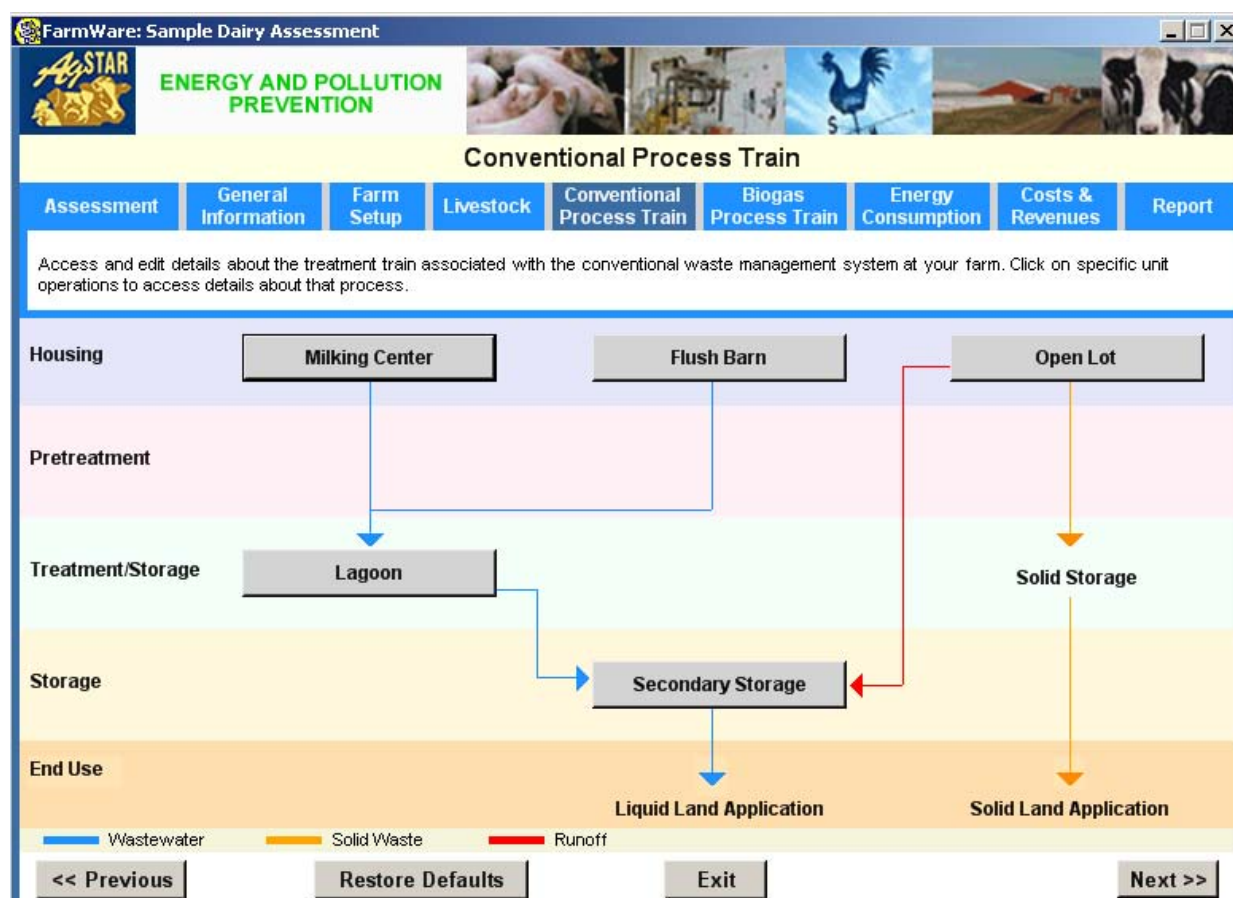 FarmWare: Sample Dairy Assessment
AgSTAR
ENERGY AND POLLUTION
PREVENTION
S
Conventional Process Train
Assessment
General
Information
Farm
Setup
Livestock
Conventional
Process Train
Biogas
Process Train
Energy
Consumption
Costs &
Revenues
Report
Access and edit details about the treatment train associated with the conventional waste management system at your farm. Click on specific unit
operations to access details about that process.
Housing
Milking Center
Flush Barn
Open Lot
Pretreatment
Treatment/Storage
Lagoon
Solid Storage
Storage
Secondary Storage
End Use
Liquid Land Application
Solid Land Application
Wastewater
Solid Waste
Runoff
<< Previous
Restore Defaults
Exit
Next >>